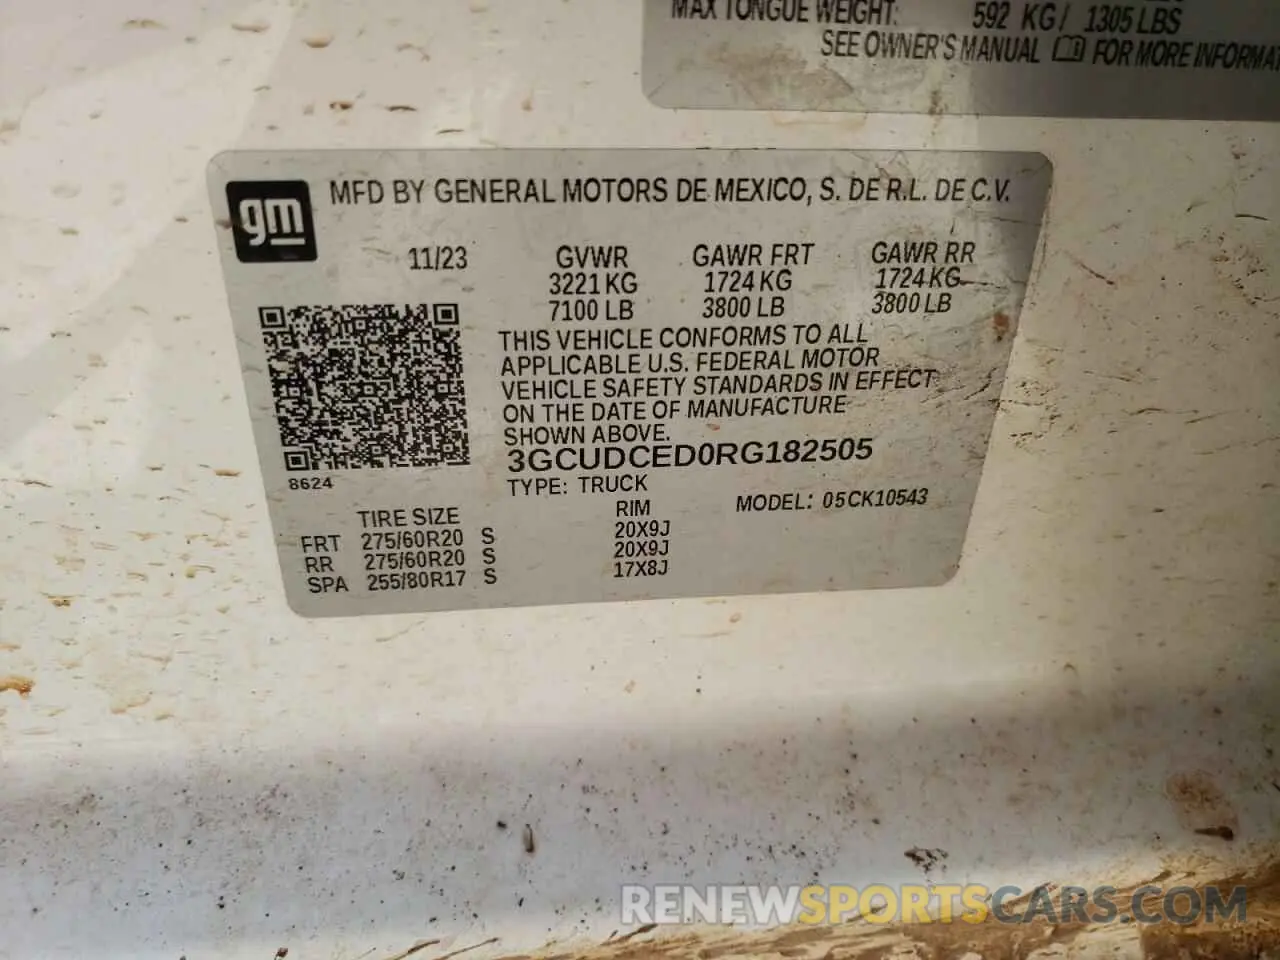 MAX TONGUE WEIGHT: 592 KG/ 1305 LBS
SEE OWNER'S MANUAL FOR MORE
gm
MFD BY GENERAL MOTORS DE MEXICO, S. DE R.L. DE C.V.
11/23 GVWR GAWR FRT GAWR RR
3221 KG 1724 KG 1724 KG
7100 LB 3800 LB 3800 LB
THIS VEHICLE CONFORMS TO ALL
APPLICABLE U.S. FEDERAL MOTOR
VEHICLE SAFETY STANDARDS IN EFFECT
ON THE DATE OF MANUFACTURE
SHOWN ABOVE.
3GCUDCED0RG182505
8624
TYPE: TRUCK
MODEL: 05CK10543
TIRE SIZE RIM
FRT 275/60R20 S 20X9J
RR 275/60R20 S 20X9J
SPA 255/80R17 S 17X8J
RENEWSPORTSCARS.COM